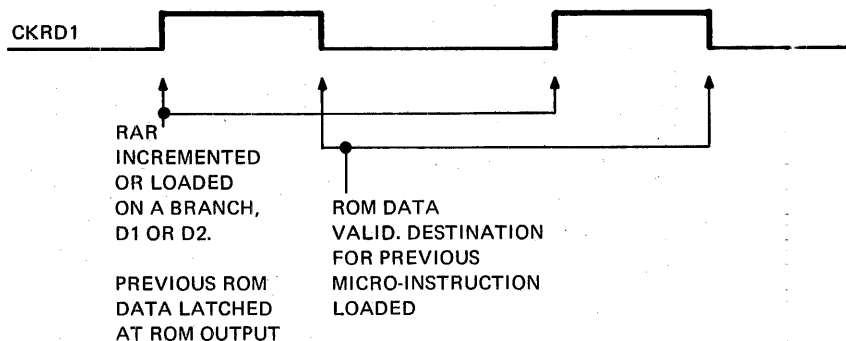 CKRD1
RAR
INCREMENTED
OR LOADED
ON A BRANCH,
D1 OR D2.
PREVIOUS ROM
DATA LATCHED
AT ROM OUTPUT
ROM DATA
VALID. DESTINATION
FOR PREVIOUS
MICRO-INSTRUCTION
LOADED